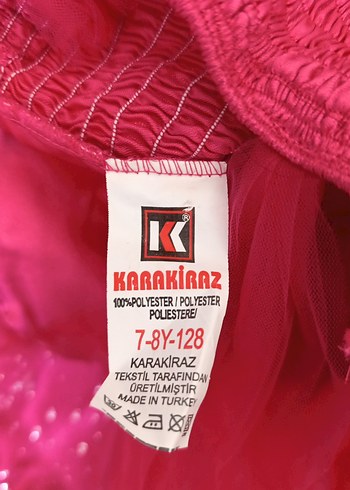 K®
KARAKİRAZ
100%POLYESTER / POLYESTER
POLIESTERE/
7-8Y-128
KARAKİRAZ
TEKSTİL TARAFINDAN
ÜRETİLMİŞTİR
MADE IN TURKEY